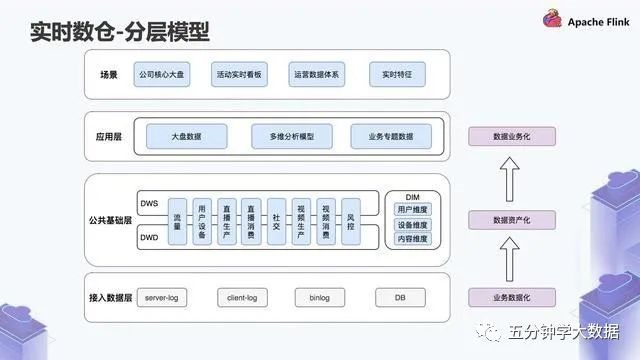 实时数仓-分层模型
Apache Flink
场景
公司核心大盘
活动实时看板
运营数据体系
实时特征
应用层
大盘数据
多维分析模型
业务专题数据
数据业务化
公共基础层
DWS
DWD
流量
用户设备
直播生产
直播消费
社交
视频生产
视频消费
风控
DIM
用户维度
设备维度
内容维度
数据资产化
接入数据层
server-log
client-log
binlog
DB
业务数据化
五分钟学大数据